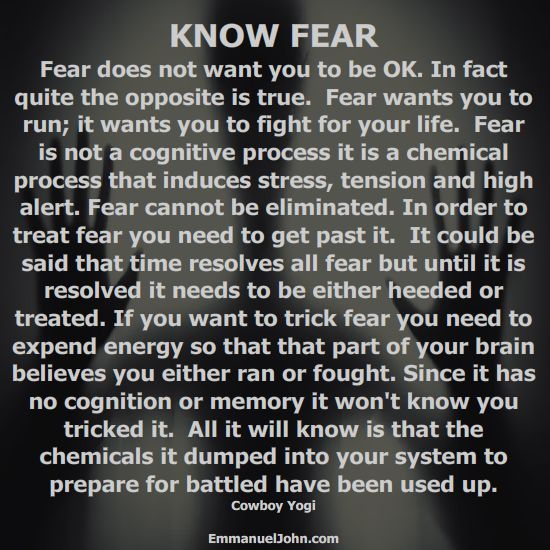 KNOW FEAR
Fear does not want you to be OK. In fact
quite the opposite is true.  Fear wants you to
run; it wants you to fight for your life.  Fear
is not a cognitive process it is a chemical
process that induces stress, tension and high
alert. Fear cannot be eliminated. In order to
treat fear you need to get past it.  It could be
said that time resolves all fear but until it is
resolved it needs to be either heeded or
treated. If you want to trick fear you need to
expend energy so that that part of your brain
believes you either ran or fought. Since it has
no cognition or memory it won't know you
tricked it.  All it will know is that the
chemicals it dumped into your system to
prepare for battled have been used up.
Cowboy Yogi
EmmanuelJohn.com